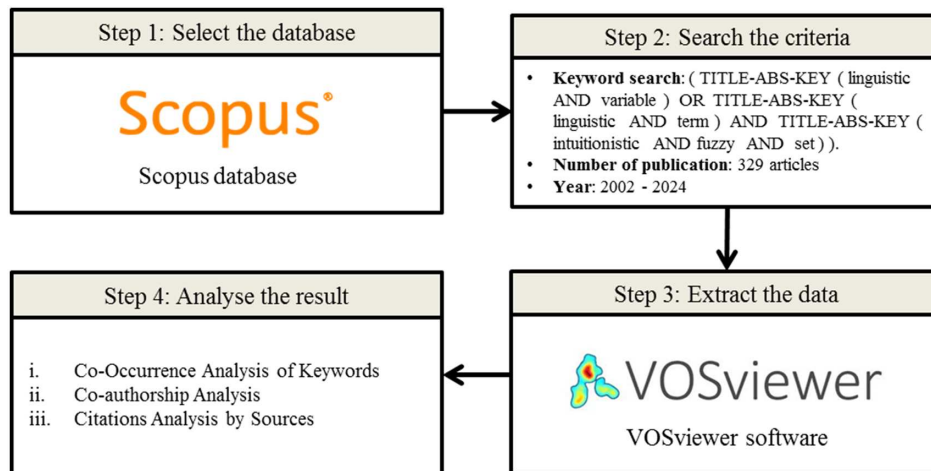 Step 1: Select the database
Scopus®
Scopus database
Step 2: Search the criteria
• Keyword search: ( TITLE-ABS-KEY ( linguistic
AND variable ) OR TITLE-ABS-KEY (
linguistic AND term ) AND TITLE-ABS-KEY (
intuitionistic AND fuzzy AND set )).
• Number of publication: 329 articles
• Year: 2002 - 2024
Step 3: Extract the data
VOSviewer
VOSviewer software
Step 4: Analyse the result
i. Co-Occurrence Analysis of Keywords
ii. Co-authorship Analysis
iii. Citations Analysis by Sources